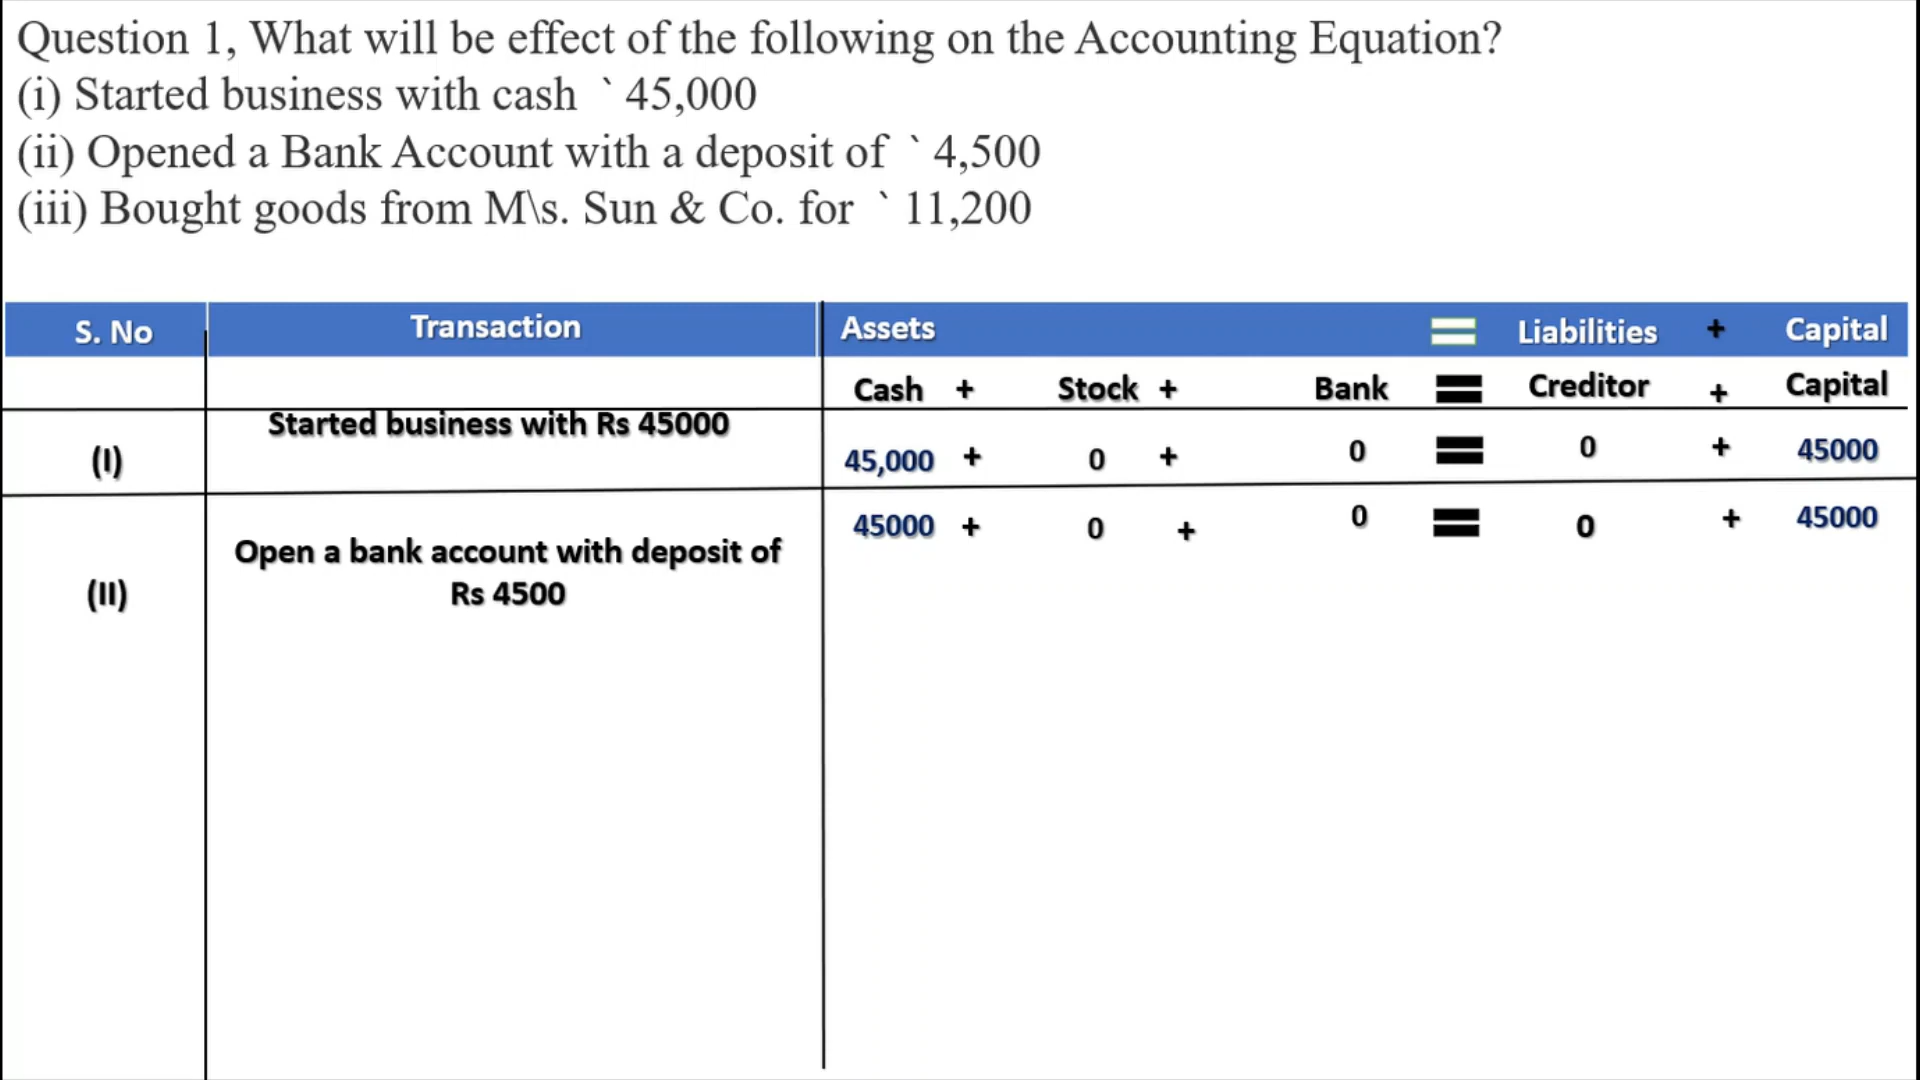 Question 1, What will be effect of the following on the Accounting Equation?
(i) Started business with cash ` 45,000
(ii) Opened a Bank Account with a deposit of ` 4,500
(iii) Bought goods from M\s. Sun & Co. for ` 11,200
S. No Transaction Assets = Liabilities + Capital
Cash + Stock + Bank = Creditor + Capital
(I) Started business with Rs 45000 45,000 + 0 + 0 = 0 + 45000
45000 + 0 + 0 = 0 + 45000
(II) Open a bank account with deposit of
Rs 4500